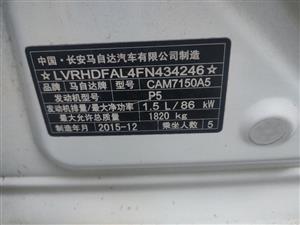 中国·长安马自达汽车有限公司制造
★LVRHDFAL4FN434246★
品牌 马自达 型号 CAM7150A5
发动机型号 P5
发动机排量/最大净功率 1.5 L/86 kW
最大允许总质量 1820 kg
制造年月 2015-12 乘坐人数 5